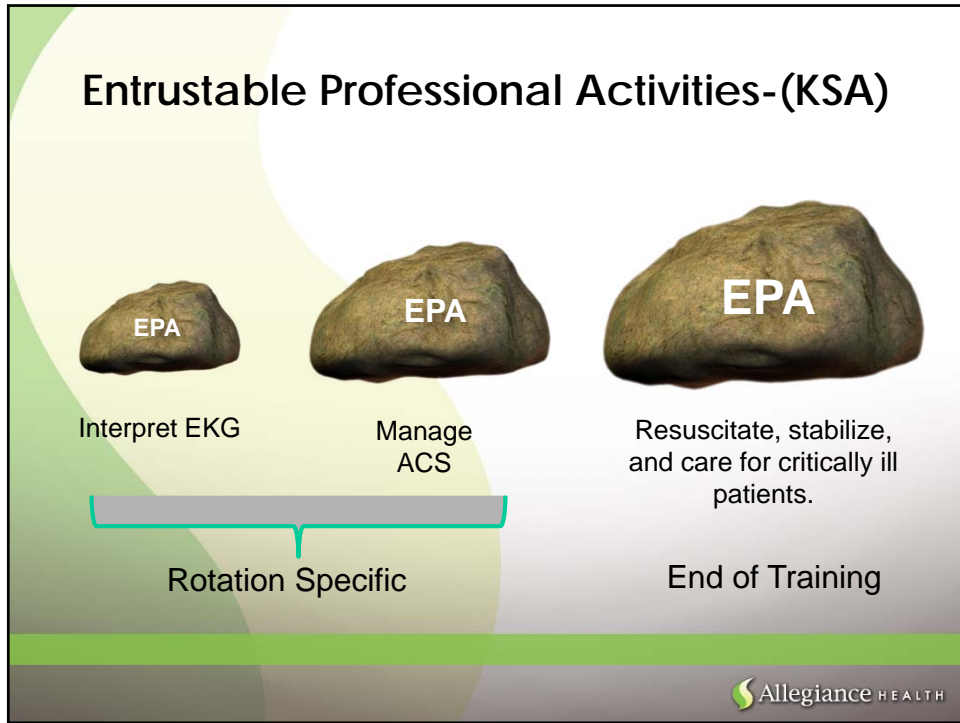 Entrustable Professional Activities-(KSA)
EPA
EPA
EPA
Interpret EKG
Manage
ACS
Resuscitate, stabilize,
and care for critically ill
patients.
Rotation Specific
End of Training
Allegiance HEALTH